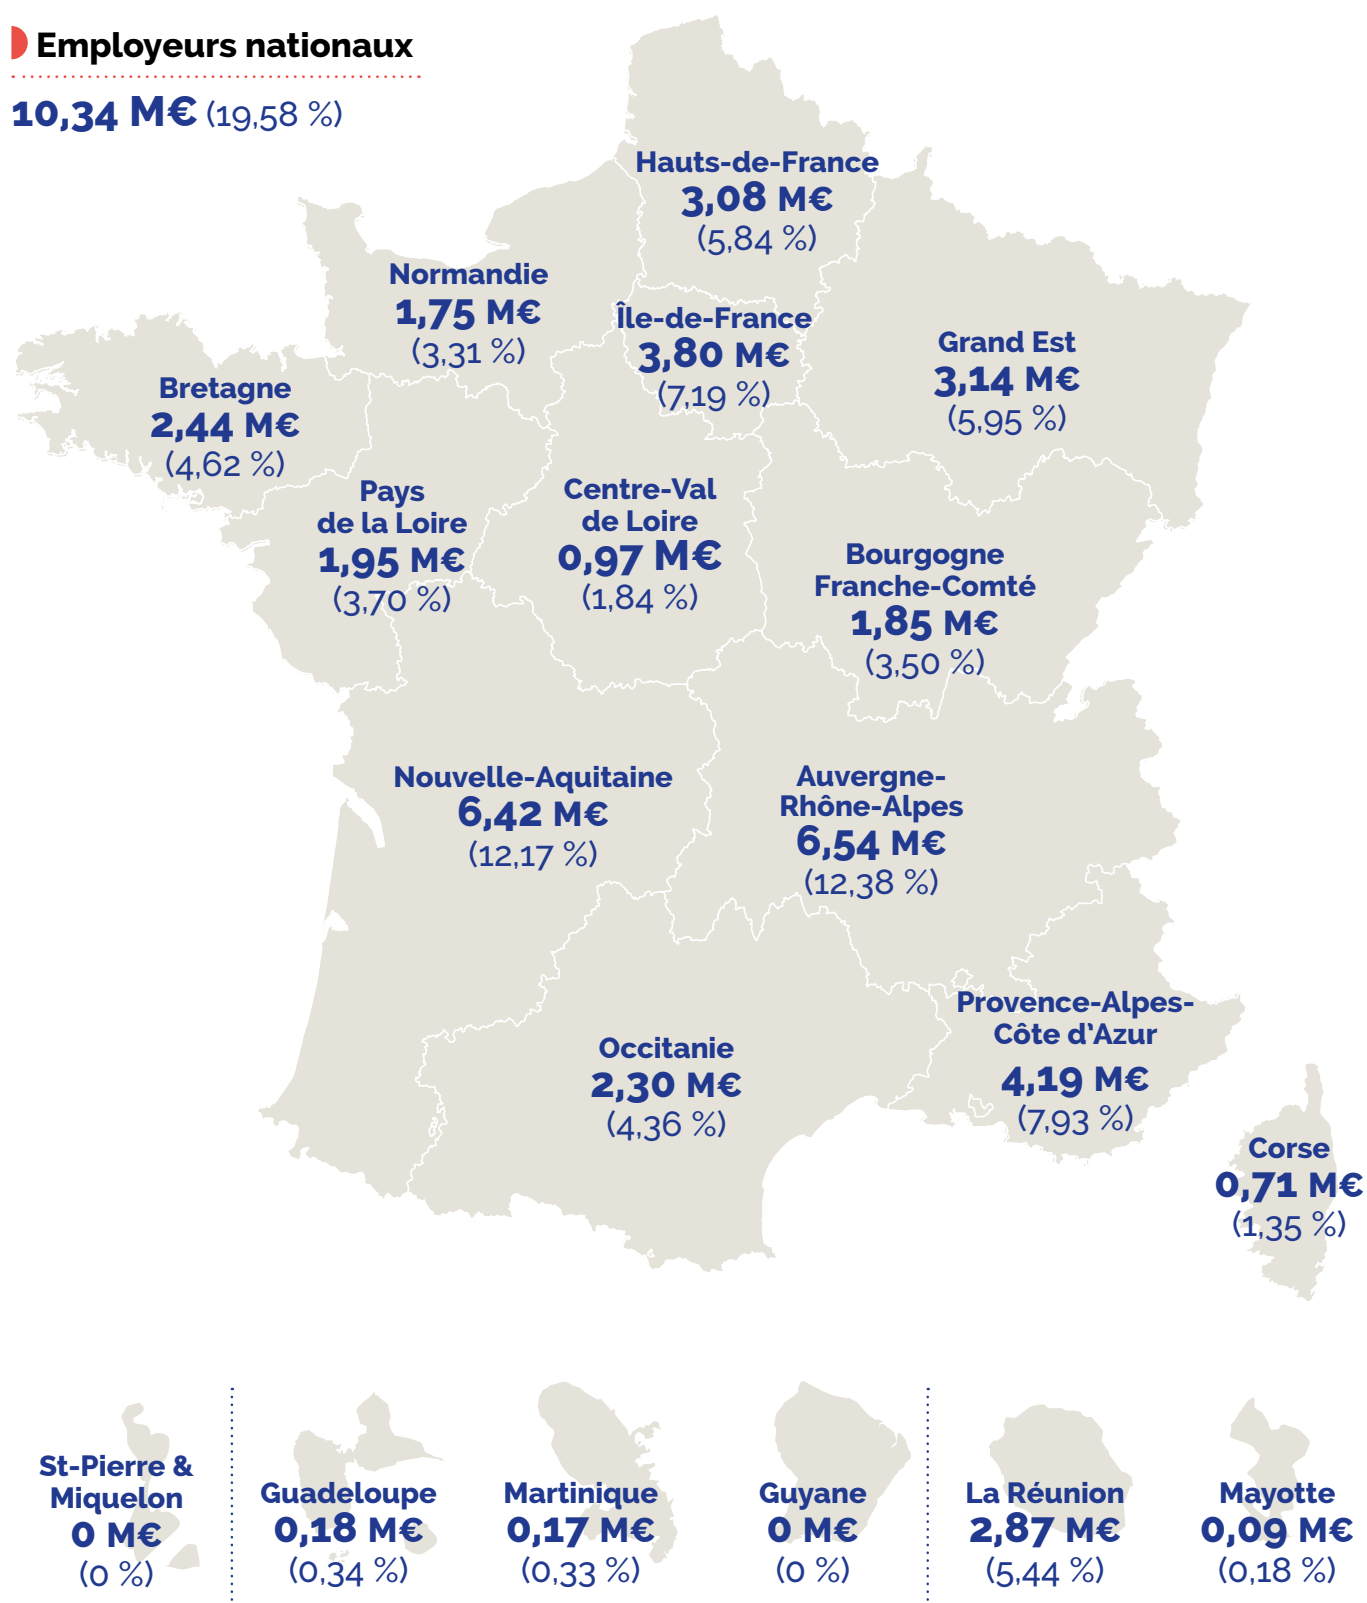 Employeurs nationaux
10,34 M€ (19,58 %)
Hauts-de-France
3,08 M€
(5,84 %)
Normandie
1,75 M€
(3,31 %)
Île-de-France
3,80 M€
(7,19 %)
Grand Est
3,14 M€
(5,95 %)
Bretagne
2,44 M€
(4,62 %)
Pays
de la Loire
1,95 M€
(3,70 %)
Centre-Val
de Loire
0,97 M€
(1,84 %)
Bourgogne
Franche-Comté
1,85 M€
(3,50 %)
Nouvelle-Aquitaine
6,42 M€
(12,17 %)
Auvergne-
Rhône-Alpes
6,54 M€
(12,38 %)
Occitanie
2,30 M€
(4,36 %)
Provence-Alpes-
Côte d'Azur
4,19 M€
(7,93 %)
Corse
0,71 M€
(1,35 %)
St-Pierre &
Miquelon
0 M€
(0 %)
Guadeloupe
0,18 M€
(0,34 %)
Martinique
0,17 M€
(0,33 %)
Guyane
0 M€
(0 %)
La Réunion
2,87 M€
(5,44 %)
Mayotte
0,09 M€
(0,18 %)